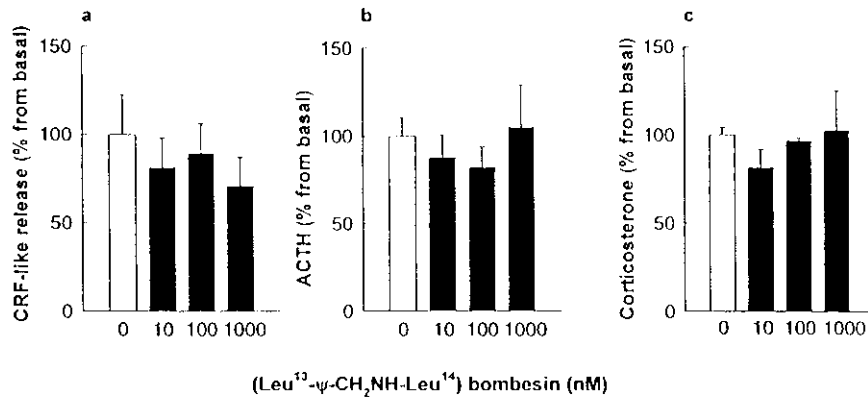 a
CRF-like release (% from basal)
150
100
50
0
0 10 100 1000
b
ACTH (% from basal)
150
100
50
0
0 10 100 1000
c
Corticosterone (% from basal)
150
100
50
0
0 10 100 1000
(Leu¹³-ψ-CH₂NH-Leu¹⁴) bombesin (nM)